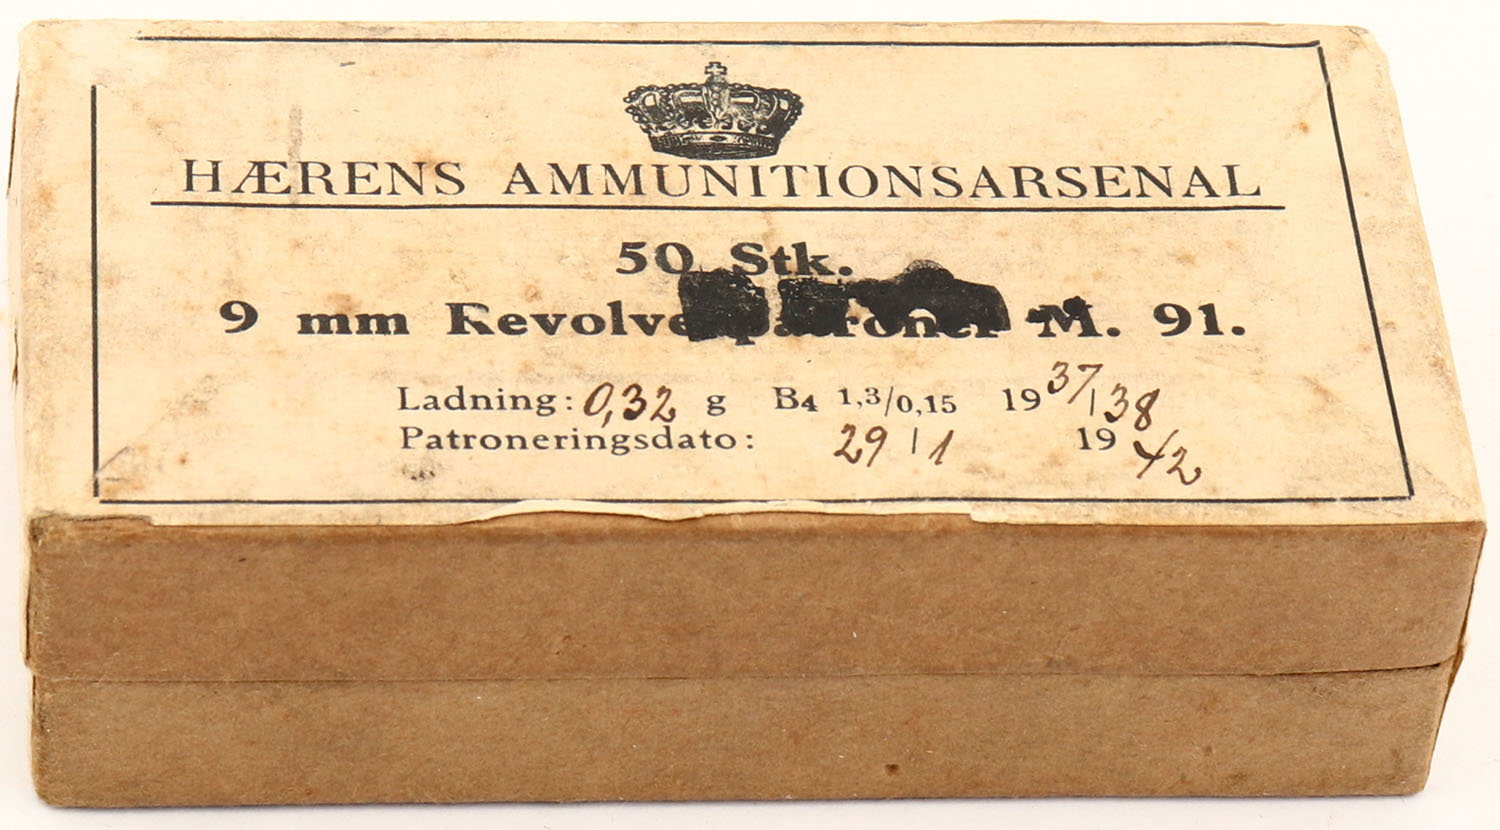 HÆRENS AMMUNITIONSARSENAL
50 Stk.
9 mm Revolverpatroner M. 91.
Ladning: 0,32 g B4 1,3/0,15 1937/38
Patroneringsdato: 29/1 1942